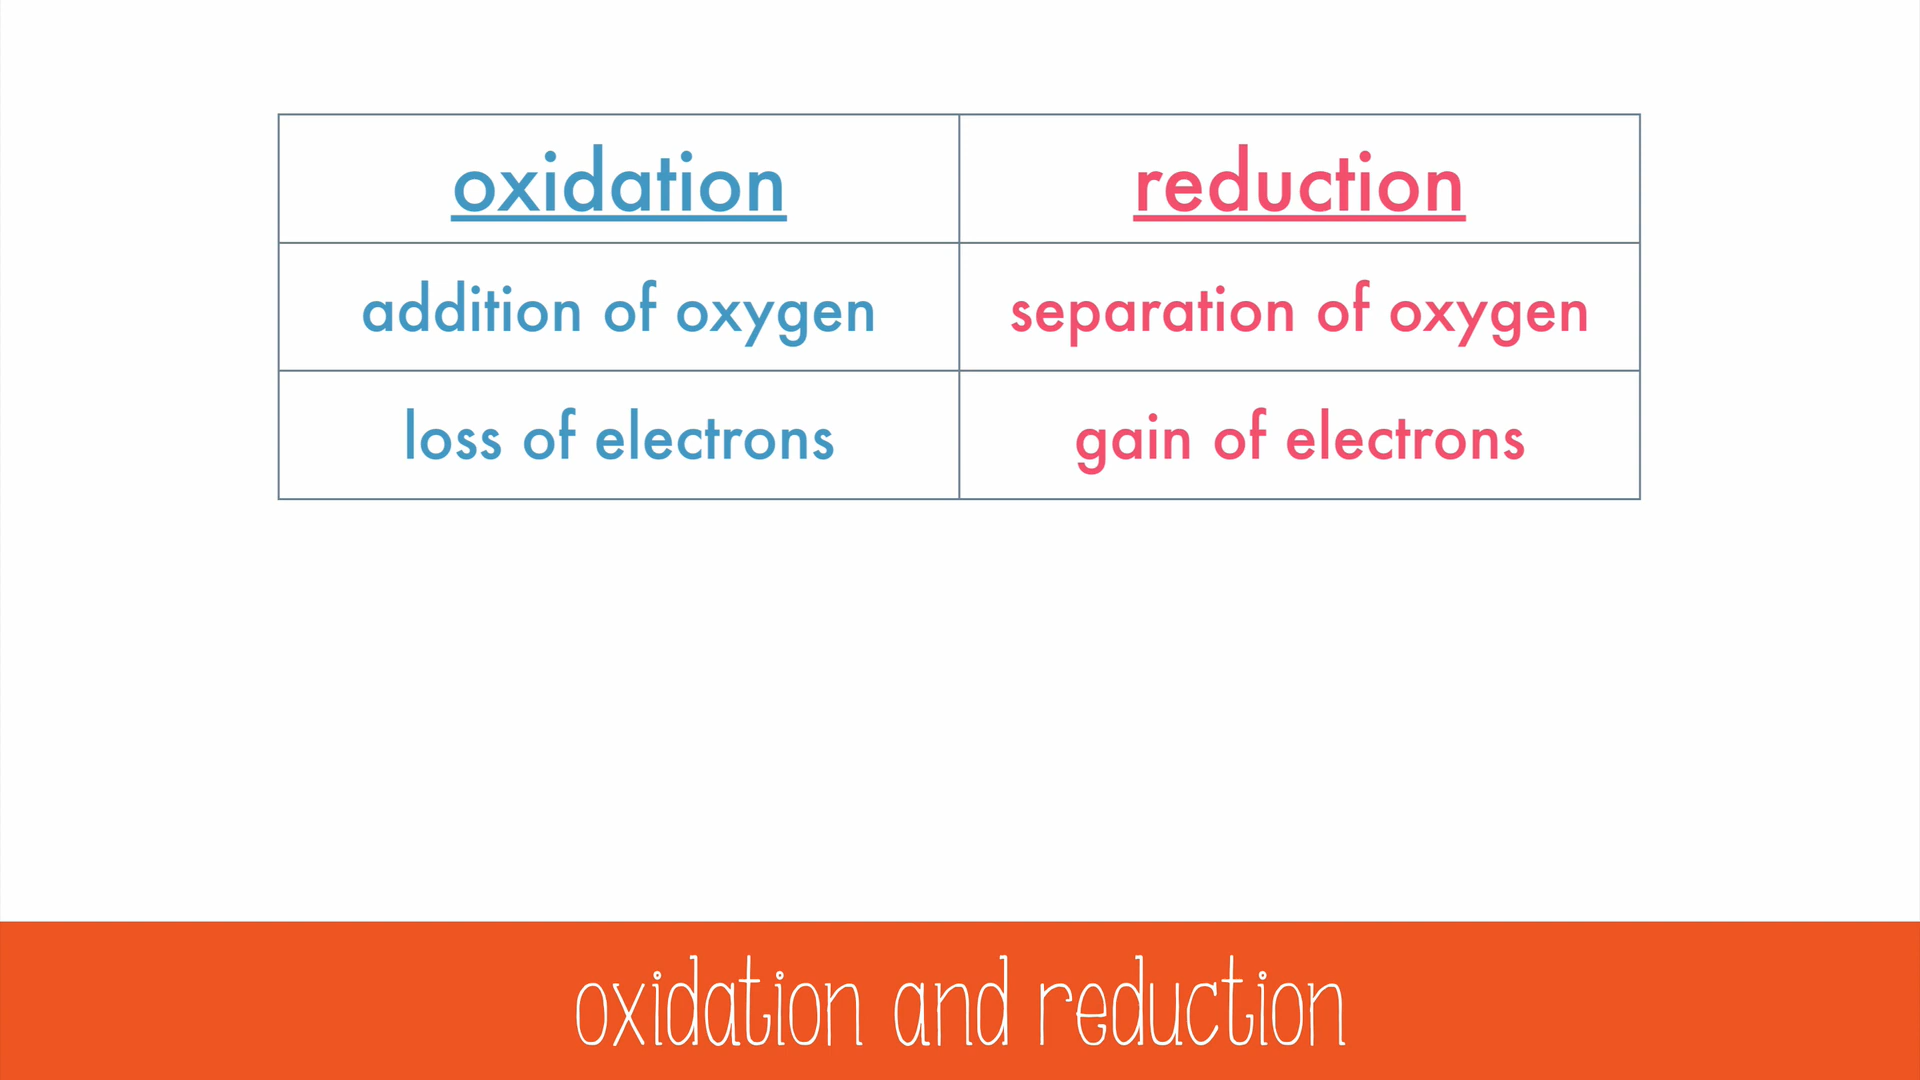 oxidation
reduction
addition of oxygen
separation of oxygen
loss of electrons
gain of electrons
oxidation and reduction